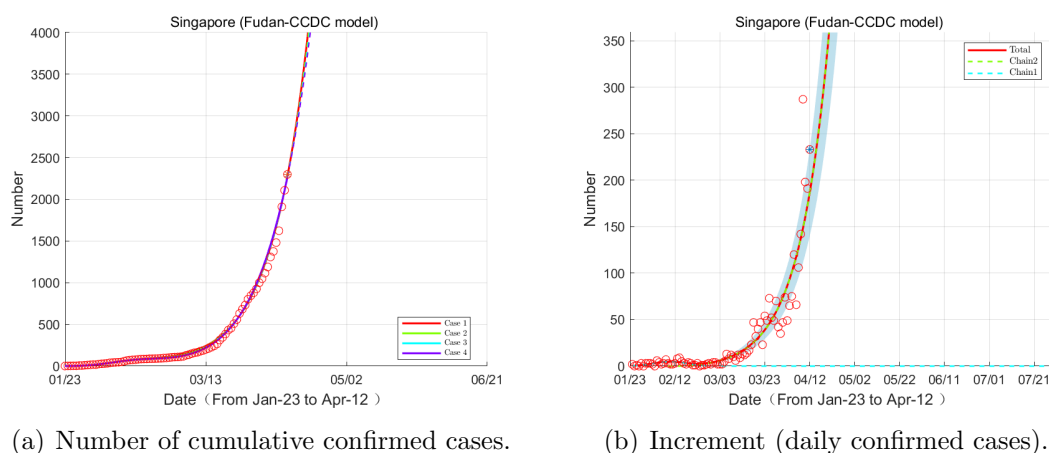 Singapore (Fudan-CCDC model)
4000
3500
3000
2500
2000
1500
1000
500
0
Number
01/23 03/13 05/02 06/21
Date（From Jan-23 to Apr-12 ）
Case 1
Case 2
Case 3
Case 4
(a) Number of cumulative confirmed cases.
Singapore (Fudan-CCDC model)
350
300
250
200
150
100
50
0
Number
01/23 02/12 03/03 03/23 04/12 05/02 05/22 06/11 07/01 07/21
Date（From Jan-23 to Apr-12 ）
Total
Chain2
Chain1
(b) Increment (daily confirmed cases).